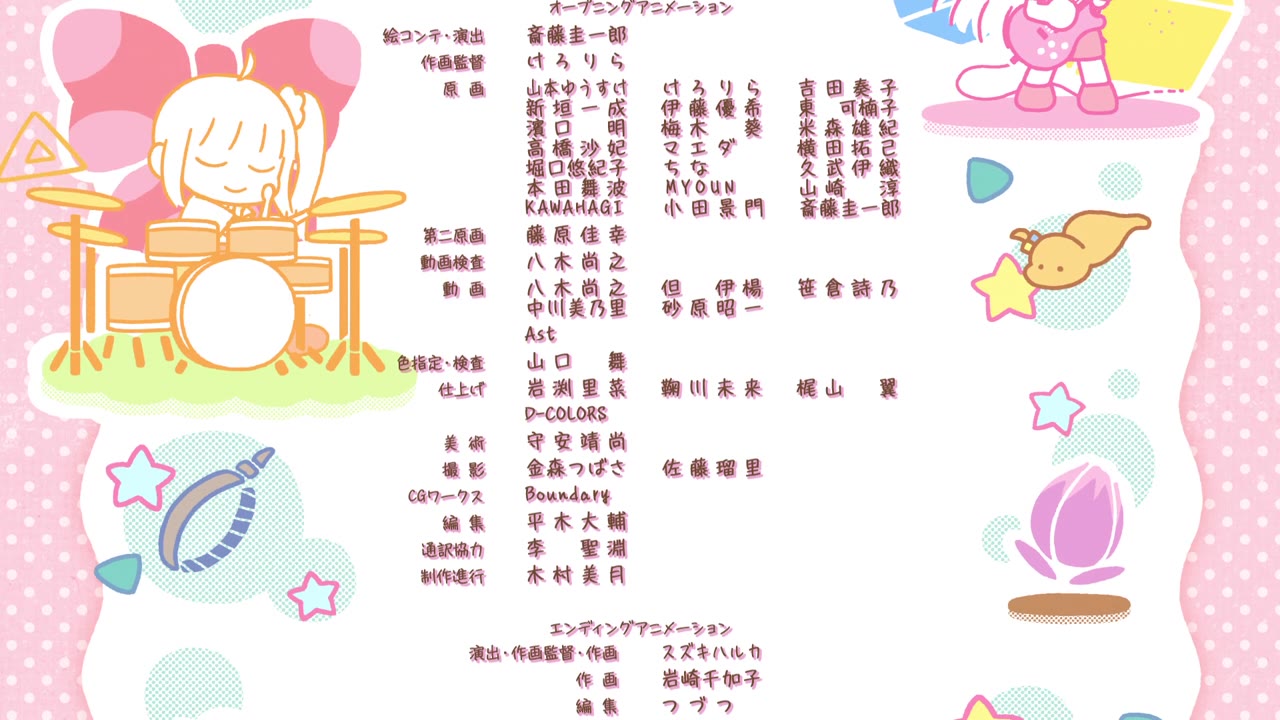 オープニングアニメーション
絵コンテ・演出 斎藤圭一郎
作画監督 けろりら
原画 山本ゆうすけ けろりら 吉田奏子
新垣一成 伊藤優希 東 可楠子
濱口 明 梅木 葵 米森雄紀
高橋沙妃 マエダ 横田拓己
堀口悠紀子 ちな 久武伊織
本田舞波 MYOUN 山崎 淳
KAWAHAGI 小田景門 斎藤圭一郎
第二原画 藤原佳幸
動画検査 八木尚之
動画 八木尚之 但 伊楊 笹倉詩乃
中川美乃里 砂原昭一
Ast
色指定・検査 山口 舞
仕上げ 岩渕里菜 鞠川未来 梶山 翼
D-COLORS
美術 守安靖尚
撮影 金森つばさ 佐藤瑠里
CGワークス Boundary
編集 平木大輔
通訳協力 李 聖淵
制作進行 木村美月
エンディングアニメーション
演出・作画監督・作画 スズキハルカ
作画 岩崎千加子
編集 つづつ